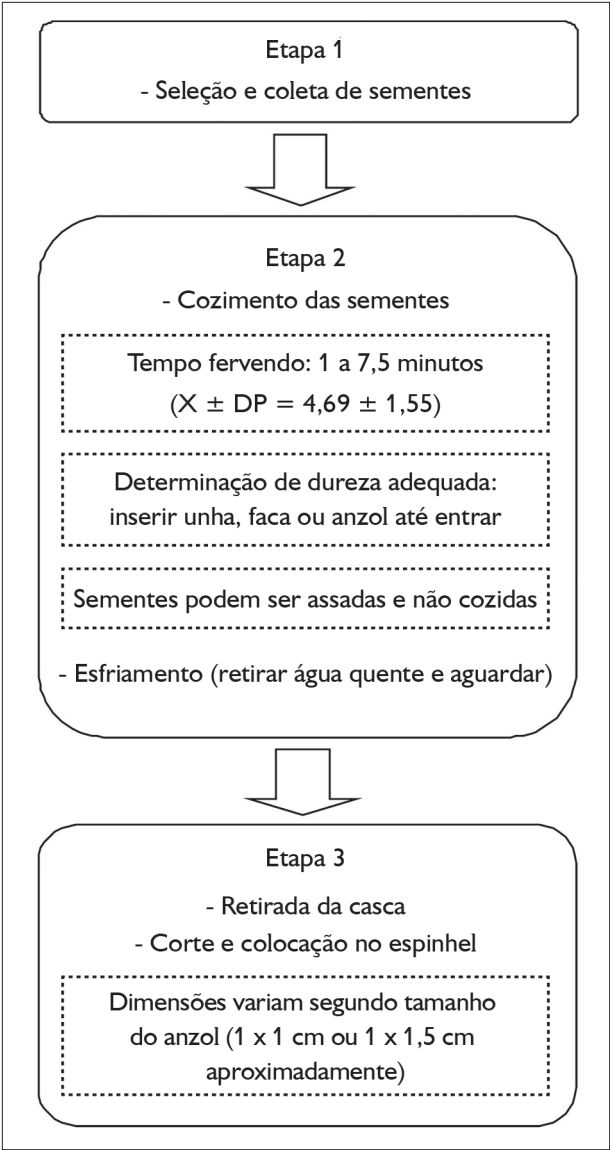 Etapa 1
- Seleção e coleta de sementes
Etapa 2
- Cozimento das sementes
Tempo fervendo: 1 a 7,5 minutos
(X ± DP = 4,69 ± 1,55)
Determinação de dureza adequada:
inserir unha, faca ou anzol até entrar
Sementes podem ser assadas e não cozidas
- Esfriamento (retirar água quente e aguardar)
Etapa 3
- Retirada da casca
- Corte e colocação no espinhel
Dimensões variam segundo tamanho
do anzol (1 x 1 cm ou 1 x 1,5 cm
aproximadamente)